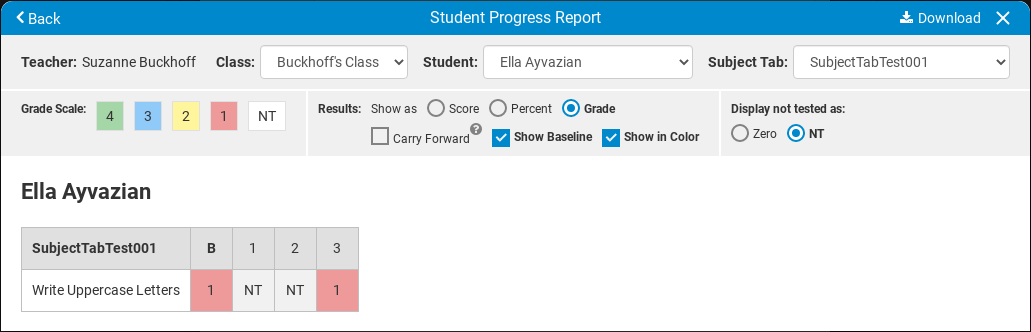 Back Student Progress Report Download
Teacher: Suzanne Buckhoff Class: Buckhoff's Class Student: Ella Ayvazian Subject Tab: SubjectTabTest001
Grade Scale: 4 3 2 1 NT Results: Show as Score Percent Grade Display not tested as:
Carry Forward ? Show Baseline Show in Color Zero NT
Ella Ayvazian
SubjectTabTest001 B 1 2 3
Write Uppercase Letters 1 NT NT 1